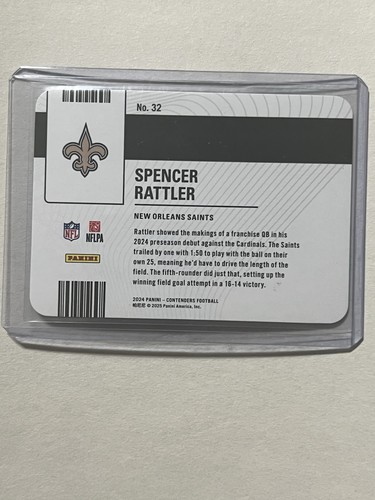 No. 32
SPENCER
RATTLER
NEW ORLEANS SAINTS
Rattler showed the makings of a franchise QB in his
2024 preseason debut against the Cardinals. The Saints
trailed by one with 1:50 to play with the ball on their
own 25, meaning he'd have to drive the length of the
field. The fifth-rounder did just that, setting up the
winning field goal attempt in a 16-14 victory.
NFL
NFLPA
PANINI
2024 PANINI – CONTENDERS FOOTBALL
© 2025 Panini America, Inc.